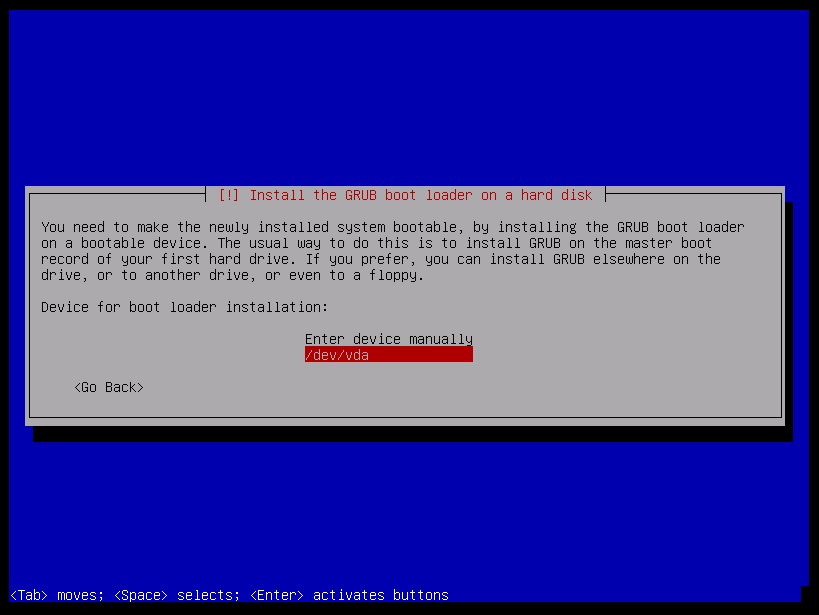 [!] Install the GRUB boot loader on a hard disk
You need to make the newly installed system bootable, by installing the GRUB boot loader
on a bootable device. The usual way to do this is to install GRUB on the master boot
record of your first hard drive. If you prefer, you can install GRUB elsewhere on the
drive, or to another drive, or even to a floppy.
Device for boot loader installation:
Enter device manually
/dev/vda
<Go Back>
<Tab> moves; <Space> selects; <Enter> activates buttons